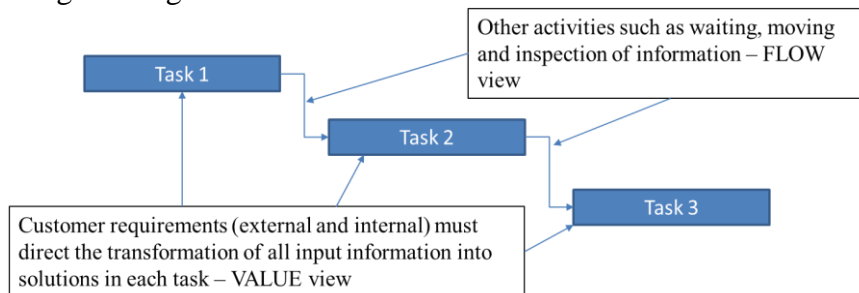 Other activities such as waiting, moving
and inspection of information – FLOW
view
Task 1
Task 2
Task 3
Customer requirements (external and internal) must
direct the transformation of all input information into
solutions in each task – VALUE view